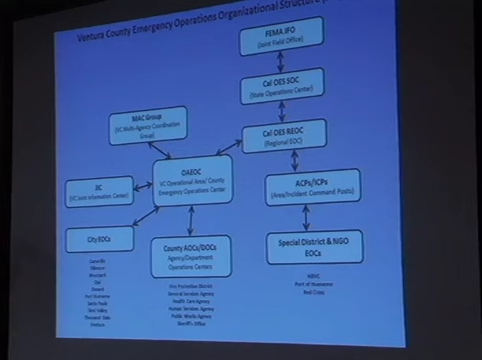 Ventura County Emergency Operations Organizational Structure
FEMA JFO
(Joint Field Office)
Cal OES SOC
(State Operations Center)
MAC Group
(VC Multi-Agency Coordination
Group)
Cal OES REOC
(Regional EOC)
OAEOC
VC Operational Area/ County
Emergency Operations Center
JIC
(VC Joint Information Center)
ACPs/ICPs
(Area/Incident Command Posts)
City EOCs
County AOCs/DOCs
Agency/Department
Operations Centers
Special District & NGO
EOCs
Camarillo
Fillmore
Moorpark
Ojai
Oxnard
Port Hueneme
Santa Paula
Simi Valley
Thousand Oaks
Ventura
Fire Protection District
General Services Agency
Health Care Agency
Human Services Agency
Public Works Agency
Sheriff's Office
Port of Hueneme
Red Cross